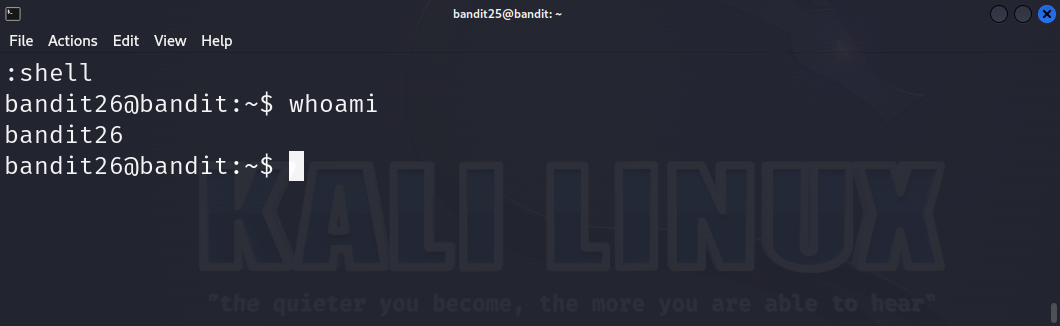 bandit25@bandit: ~
File Actions Edit View Help
:shell
bandit26@bandit:~$ whoami
bandit26
bandit26@bandit:~$
KALI LINUX
"the quieter you become, the more you are able to hear"